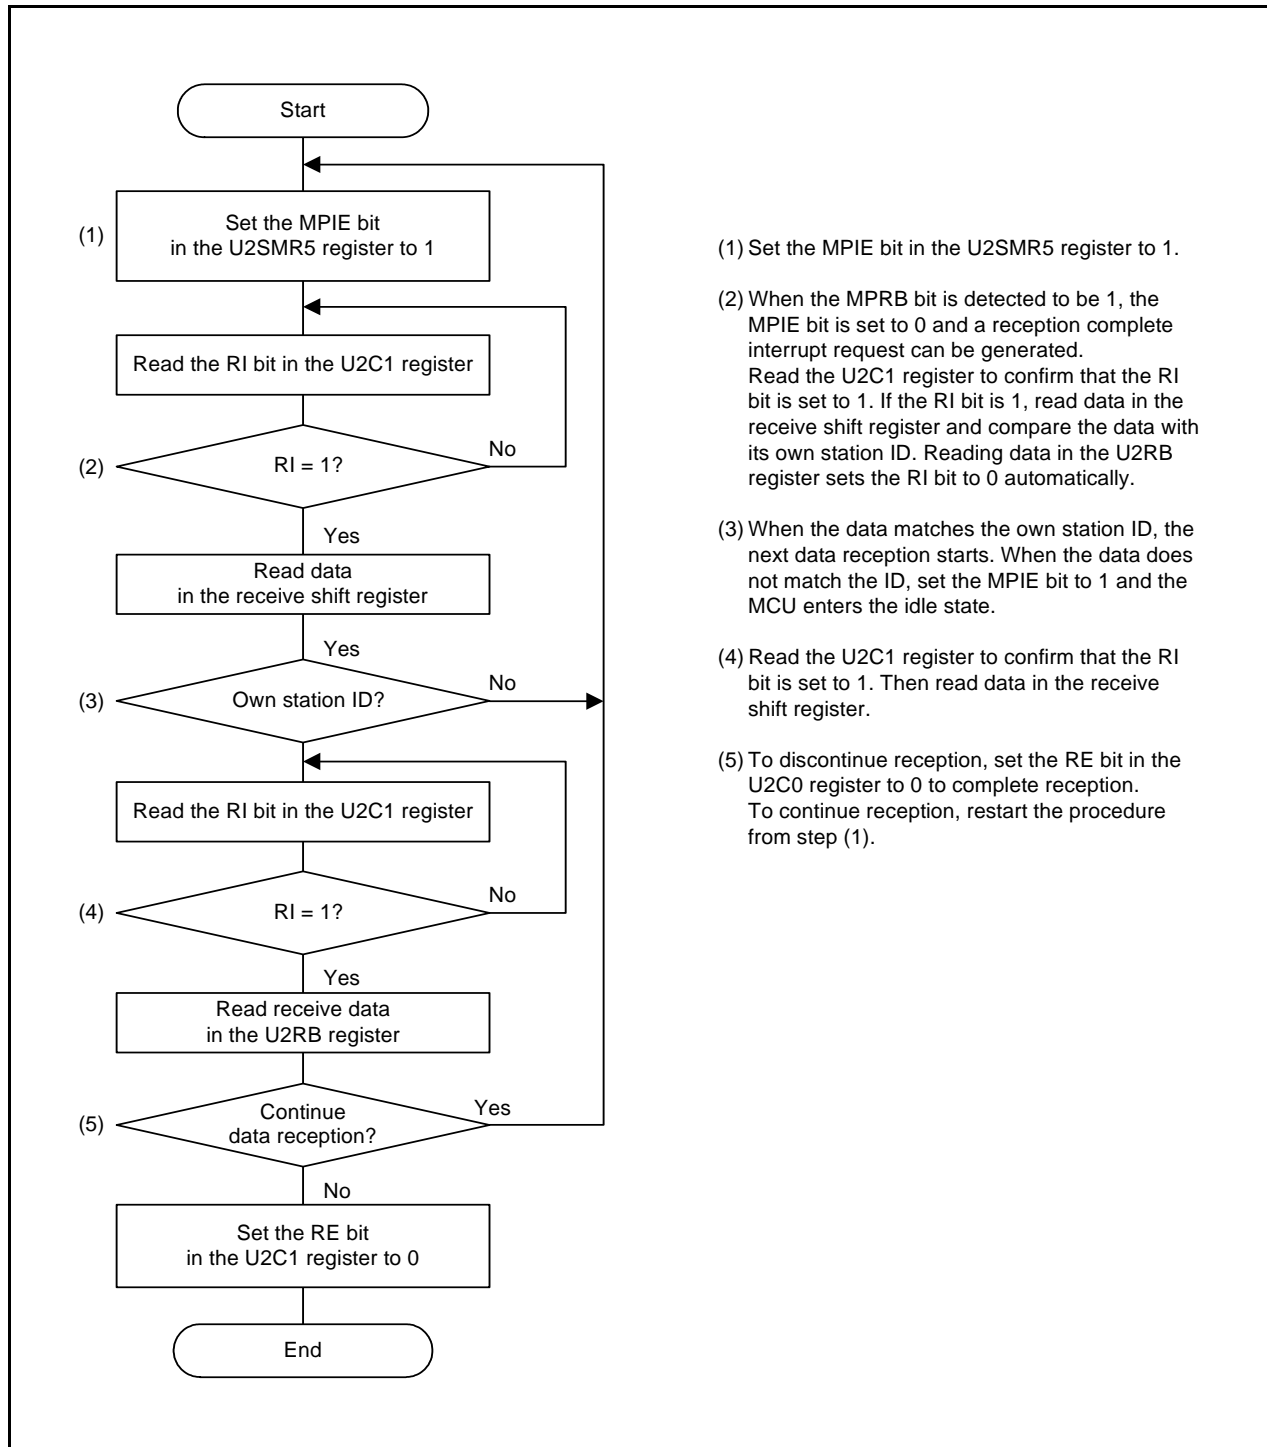 Start
(1)
Set the MPIE bit
in the U2SMR5 register to 1
Read the RI bit in the U2C1 register
(2)
RI = 1?
No
Yes
Read data
in the receive shift register
Yes
(3)
Own station ID?
No
Read the RI bit in the U2C1 register
(4)
RI = 1?
No
Yes
Read receive data
in the U2RB register
(5)
Continue
data reception?
Yes
No
Set the RE bit
in the U2C1 register to 0
End
(1) Set the MPIE bit in the U2SMR5 register to 1.
(2) When the MPRB bit is detected to be 1, the
MPIE bit is set to 0 and a reception complete
interrupt request can be generated.
Read the U2C1 register to confirm that the RI
bit is set to 1. If the RI bit is 1, read data in the
receive shift register and compare the data with
its own station ID. Reading data in the U2RB
register sets the RI bit to 0 automatically.
(3) When the data matches the own station ID, the
next data reception starts. When the data does
not match the ID, set the MPIE bit to 1 and the
MCU enters the idle state.
(4) Read the U2C1 register to confirm that the RI
bit is set to 1. Then read data in the receive
shift register.
(5) To discontinue reception, set the RE bit in the
U2C0 register to 0 to complete reception.
To continue reception, restart the procedure
from step (1).